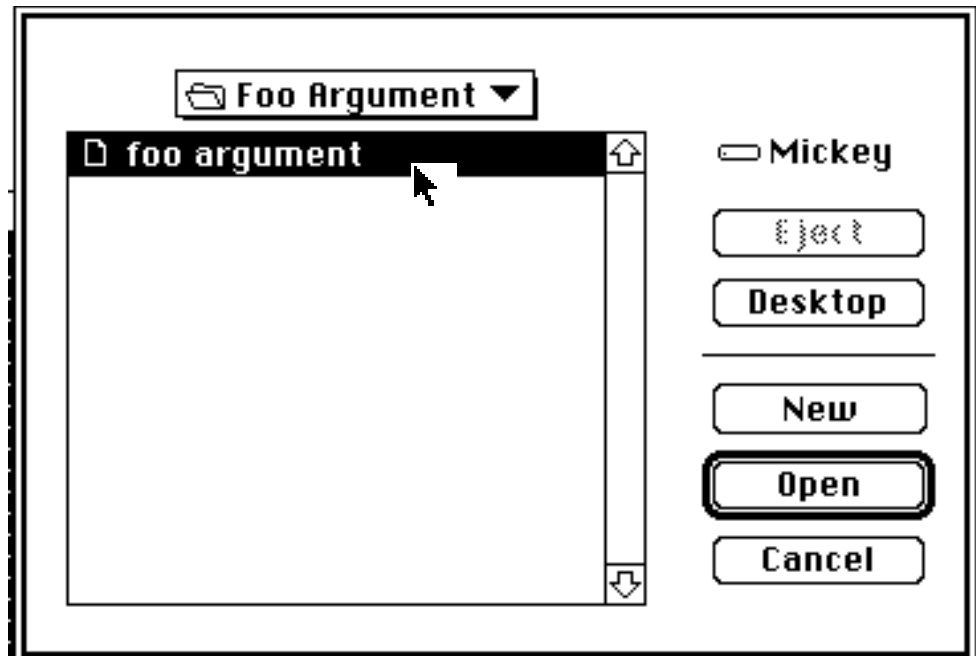 Foo Argument
foo argument
Mickey
Eject
Desktop
New
Open
Cancel